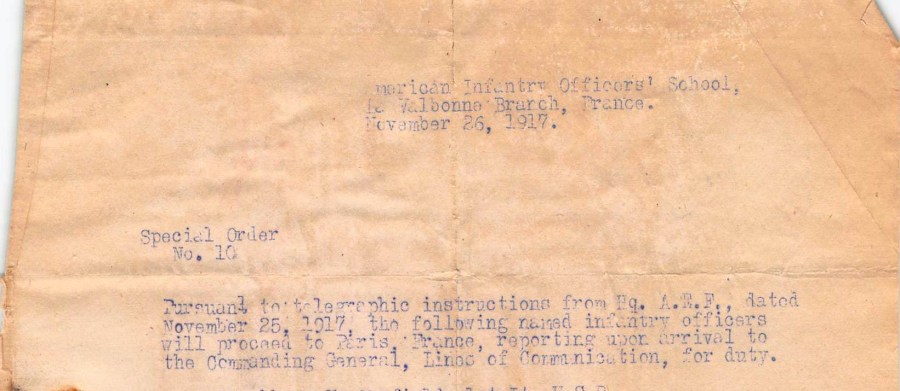 American Infantry Officers' School,
La Valbonne Branch, France.
November 26, 1917.
Special Order
No. 10
Pursuant to telegraphic instructions from Hq. A.E.F., dated
November 25, 1917, the following named infantry officers
will proceed to Paris, France, reporting upon arrival to
the Commanding General, Lines of Communication, for duty.